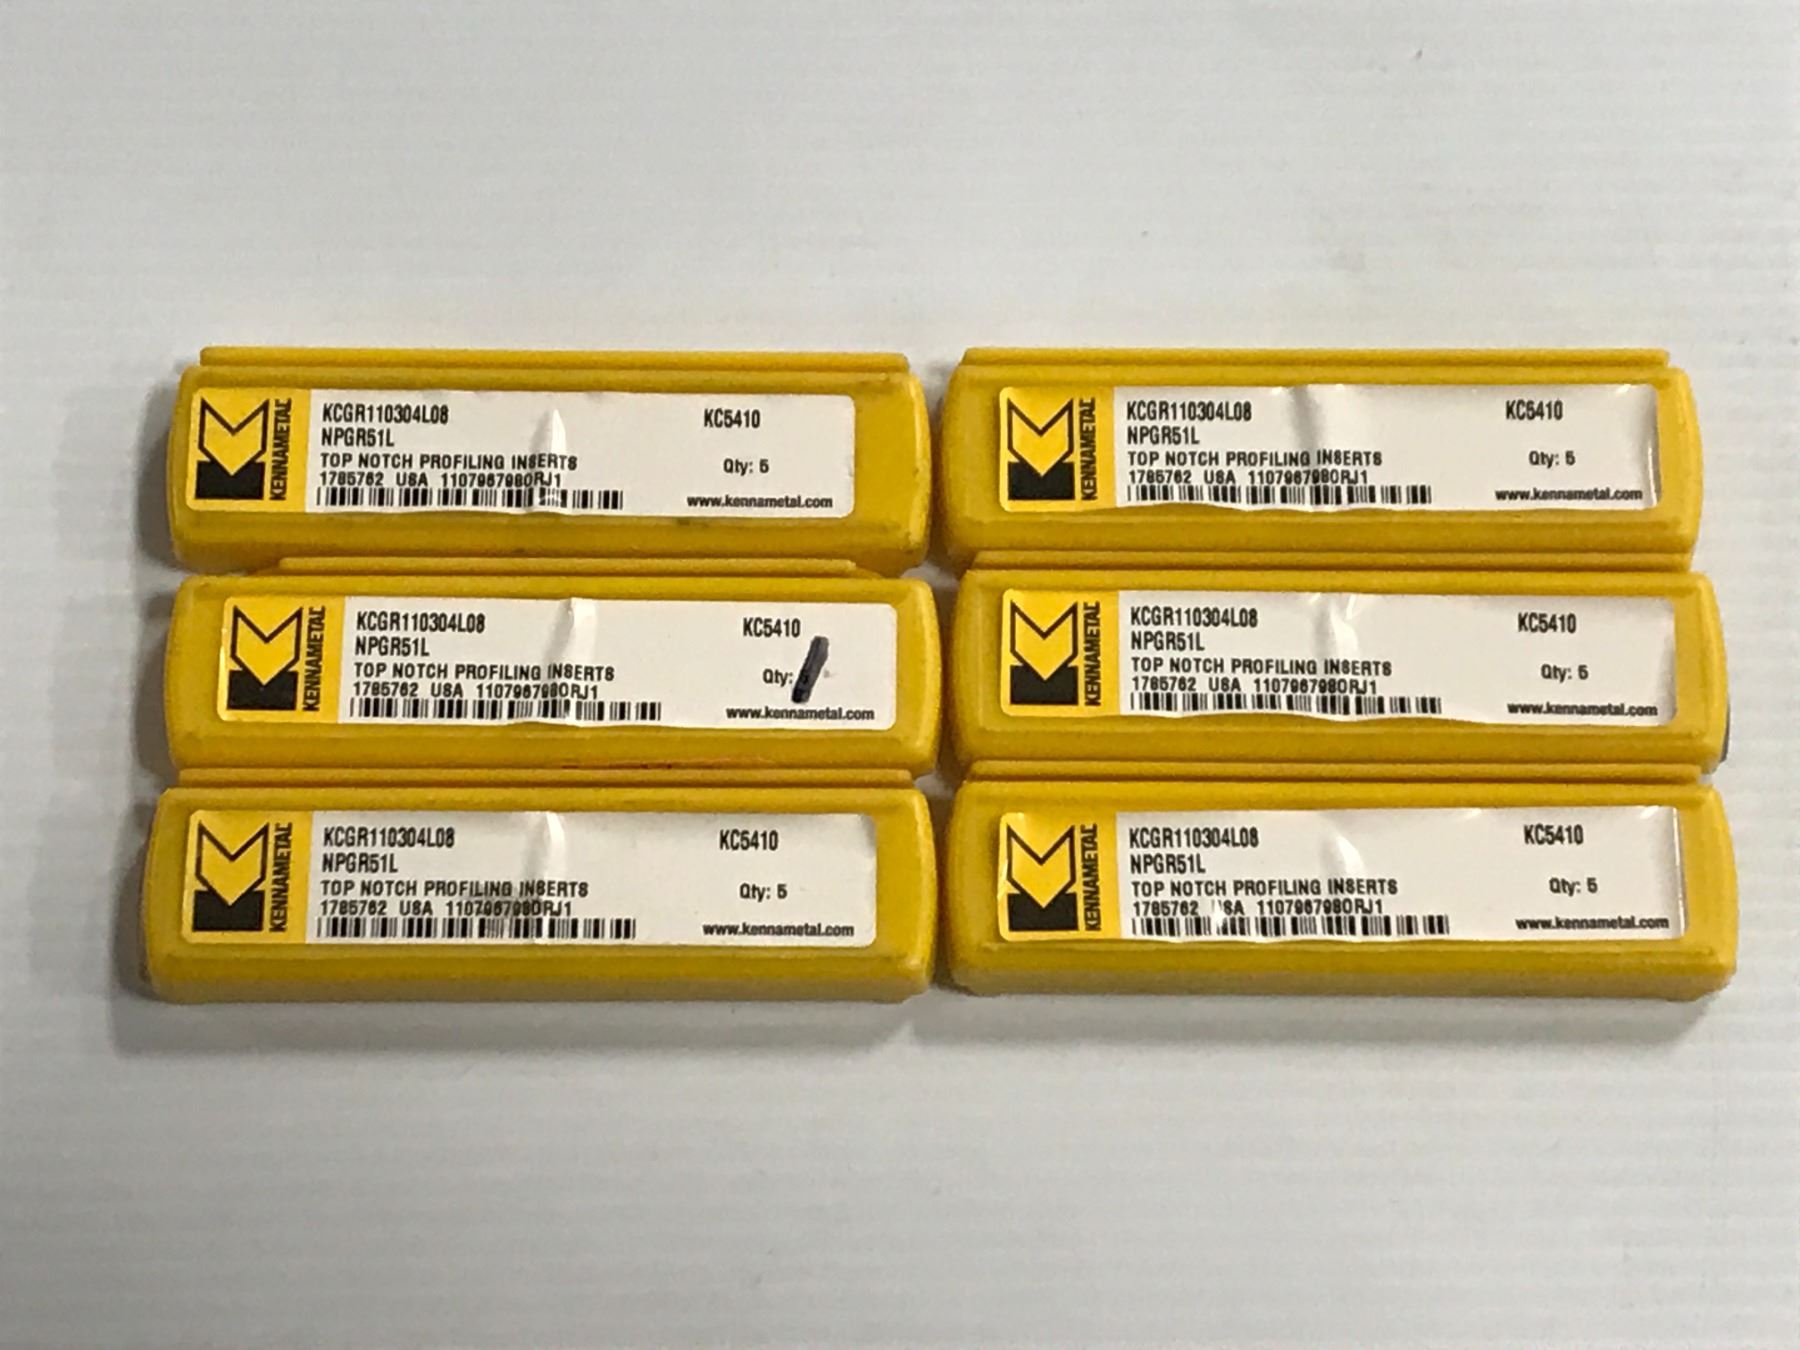 KENNAMETAL
KCGR110304L08 KC5410
NPGR51L
TOP NOTCH PROFILING INSERTS Qty: 5
1785762 USA 1107967980RJ1
www.kennametal.com
KENNAMETAL
KCGR110304L08 KC5410
NPGR51L
TOP NOTCH PROFILING INSERTS Qty: 5
1785762 USA 1107967980RJ1
www.kennametal.com
KENNAMETAL
KCGR110304L08 KC5410
NPGR51L
TOP NOTCH PROFILING INSERTS Qty:
1785762 USA 1107967980RJ1
www.kennametal.com
KENNAMETAL
KCGR110304L08 KC5410
NPGR51L
TOP NOTCH PROFILING INSERTS Qty: 5
1785762 USA 1107967980RJ1
www.kennametal.com
KENNAMETAL
KCGR110304L08 KC5410
NPGR51L
TOP NOTCH PROFILING INSERTS Qty: 5
1785762 USA 1107967980RJ1
www.kennametal.com
KENNAMETAL
KCGR110304L08 KC5410
NPGR51L
TOP NOTCH PROFILING INSERTS Qty: 5
1785762 USA 1107967980RJ1
www.kennametal.com